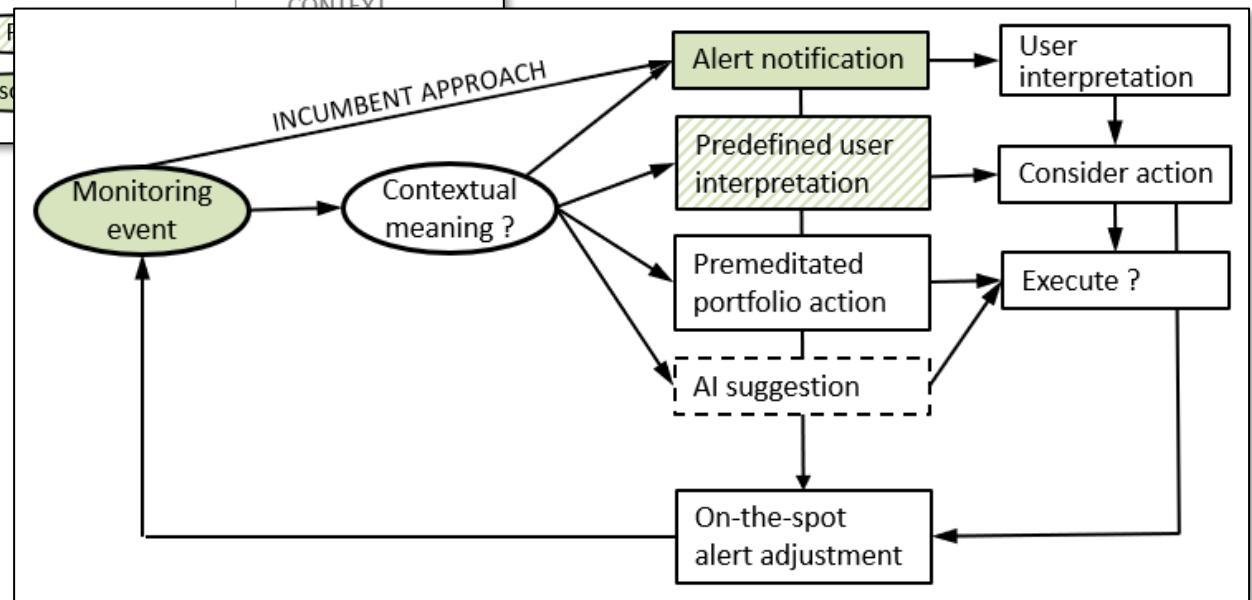 CONTEXT
INCUMBENT APPROACH
Monitoring
event
Contextual
meaning ?
Alert notification
Predefined user
interpretation
Premeditated
portfolio action
AI suggestion
On-the-spot
alert adjustment
User
interpretation
Consider action
Execute ?